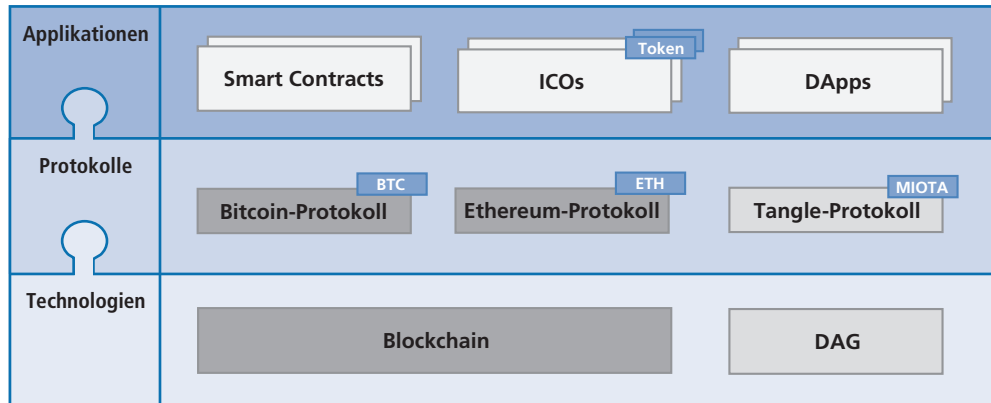 Applikationen
Smart Contracts
ICOs
Token
DApps
Protokolle
Bitcoin-Protokoll
BTC
Ethereum-Protokoll
ETH
Tangle-Protokoll
MIOTA
Technologien
Blockchain
DAG